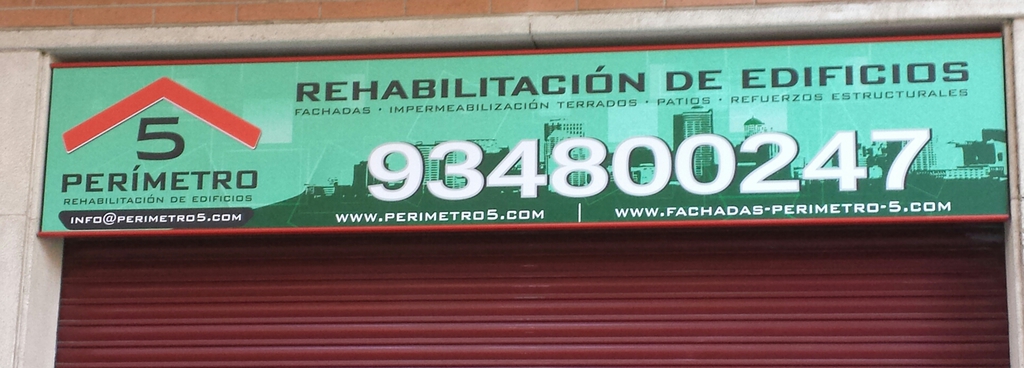 5
PERÍMETRO
REHABILITACIÓN DE EDIFICIOS
INFO@PERIMETRO5.COM
REHABILITACIÓN DE EDIFICIOS
FACHADAS · IMPERMEABILIZACIÓN TERRADOS · PATIOS · REFUERZOS ESTRUCTURALES
934800247
WWW.PERIMETRO5.COM | WWW.FACHADAS-PERIMETRO-5.COM